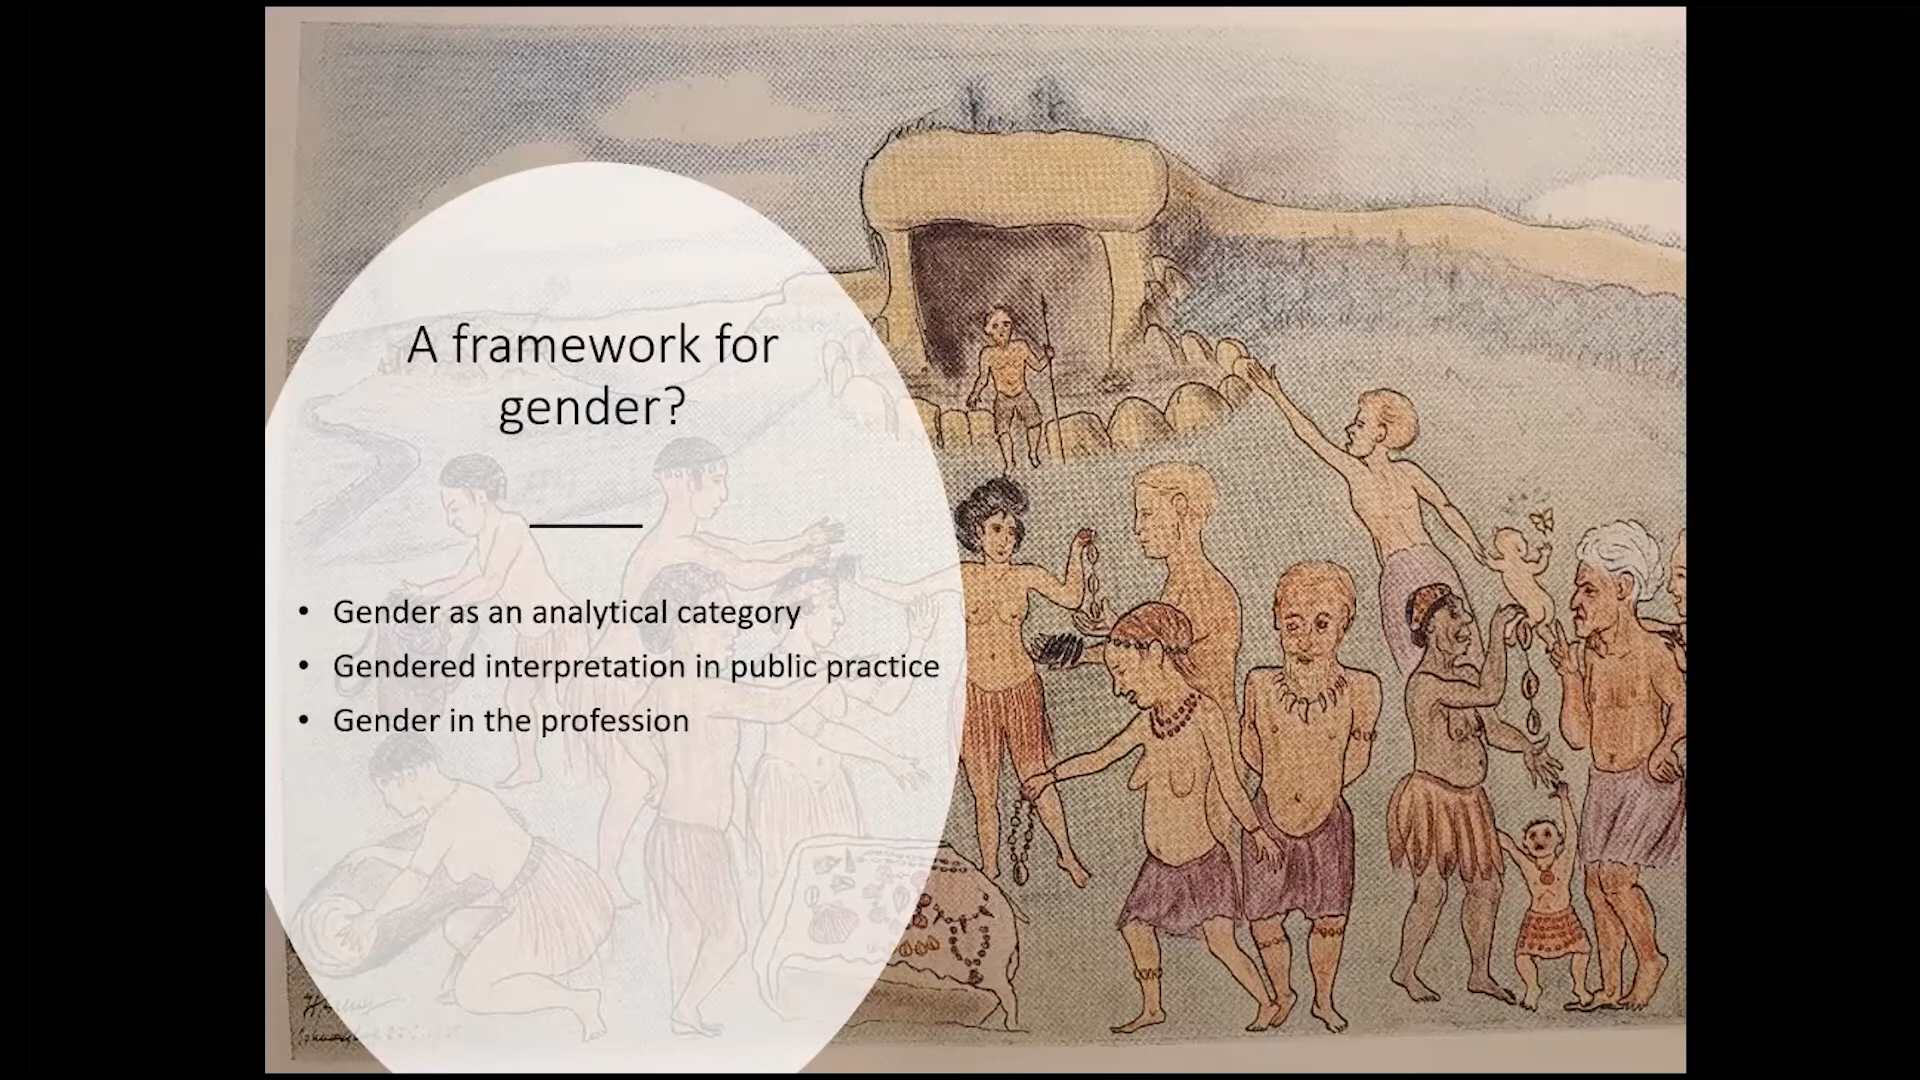 A framework for
gender?
• Gender as an analytical category
• Gendered interpretation in public practice
• Gender in the profession